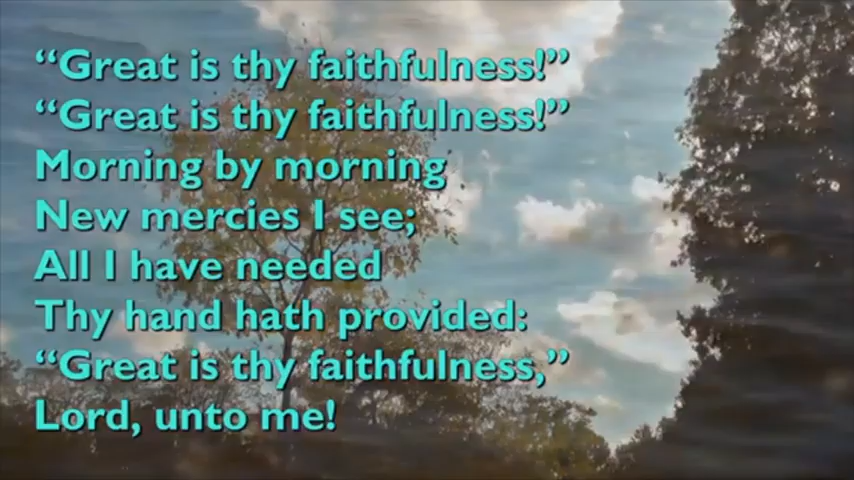 “Great is thy faithfulness!”
“Great is thy faithfulness!”
Morning by morning
New mercies I see;
All I have needed
Thy hand hath provided:
“Great is thy faithfulness,”
Lord, unto me!